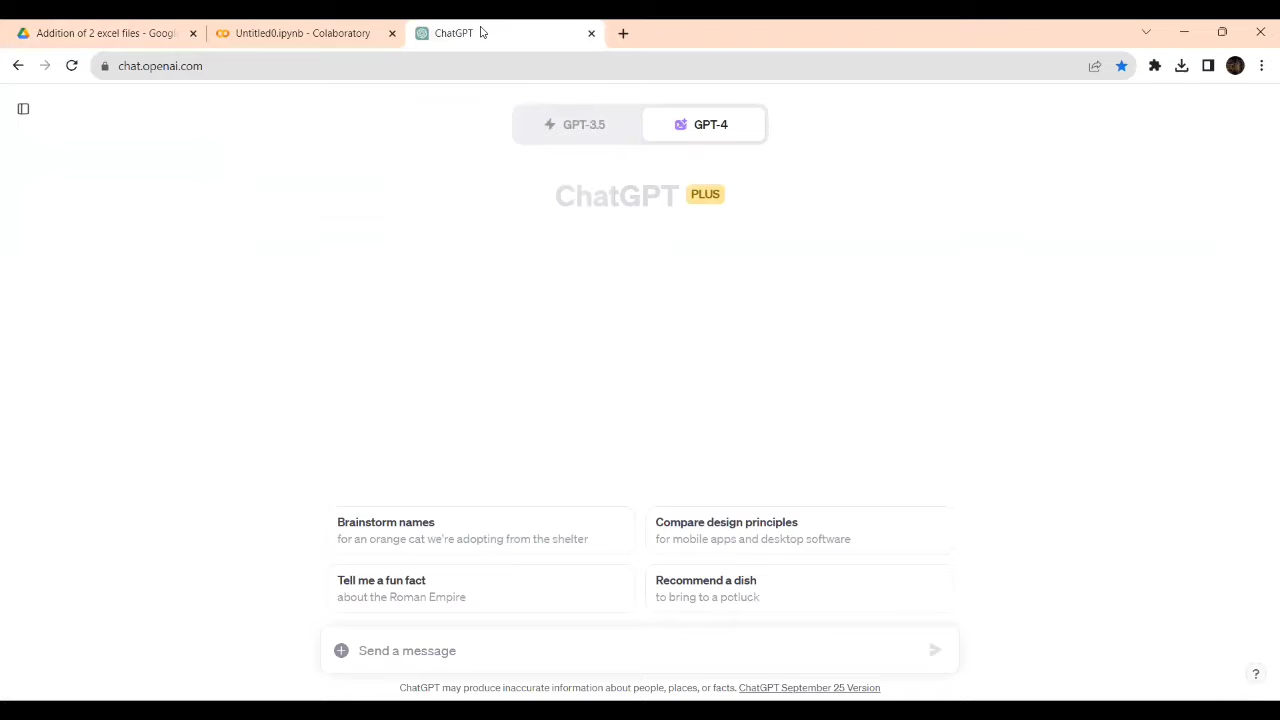 Addition of 2 excel files - Googl
Untitled0.ipynb - Colaboratory
ChatGPT
chat.openai.com
GPT-3.5
GPT-4
ChatGPT PLUS
Brainstorm names
for an orange cat we're adopting from the shelter
Compare design principles
for mobile apps and desktop software
Tell me a fun fact
about the Roman Empire
Recommend a dish
to bring to a potluck
Send a message
ChatGPT may produce inaccurate information about people, places, or facts. ChatGPT September 25 Version
?